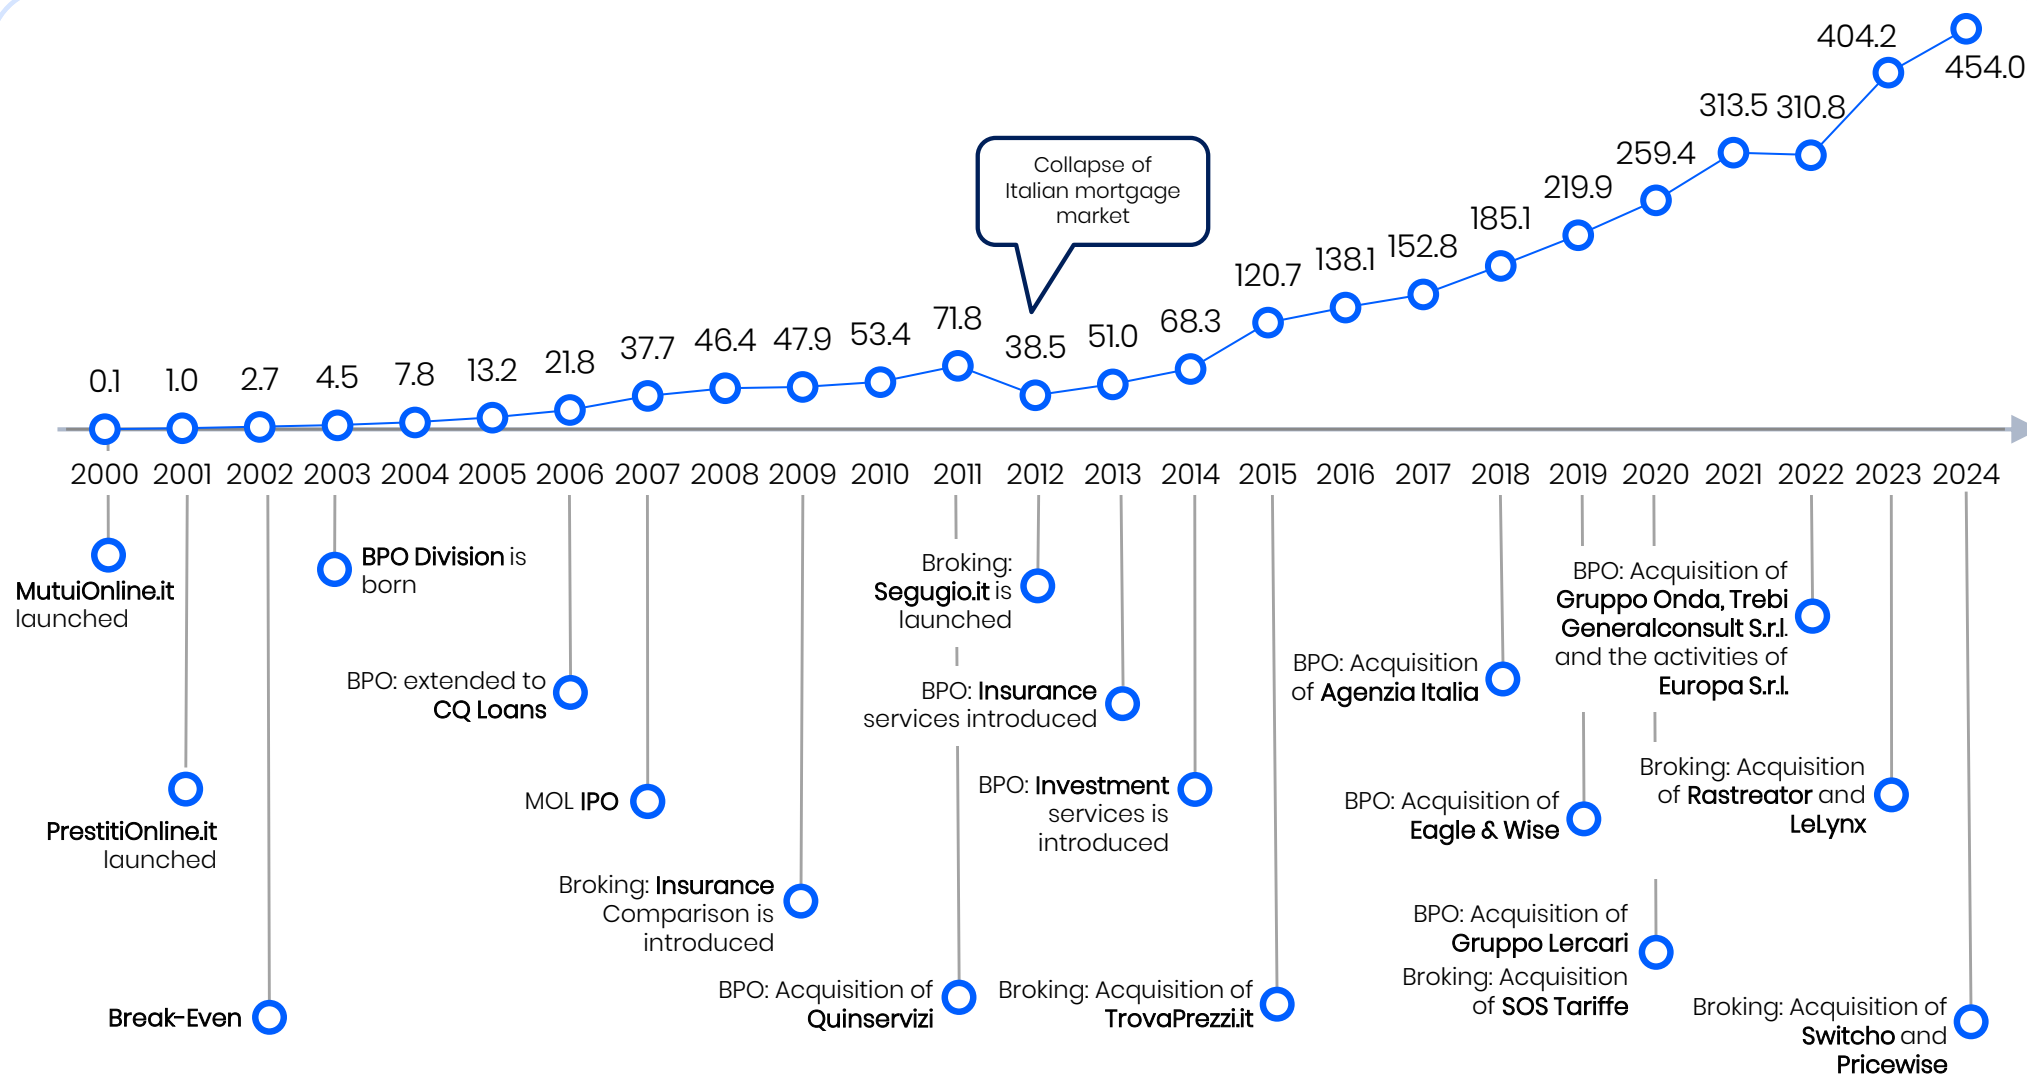 404.2
454.0
313.5 310.8
Collapse of
Italian mortgage
market
259.4
219.9
185.1
152.8
138.1
120.7
68.3
51.0
38.5
71.8
53.4
47.9
46.4
37.7
21.8
13.2
7.8
4.5
2.7
1.0
0.1
2000 2001 2002 2003 2004 2005 2006 2007 2008 2009 2010 2011 2012 2013 2014 2015 2016 2017 2018 2019 2020 2021 2022 2023 2024
MutuiOnline.it
launched
PrestitiOnline.it
launched
Break-Even
BPO Division is
born
BPO: extended to
CQ Loans
MOL IPO
Broking: Insurance
Comparison is
introduced
BPO: Acquisition of
Quinservizi
Broking:
Segugio.it is
launched
BPO: Insurance
services introduced
BPO: Investment
services is
introduced
Broking: Acquisition of
TrovaPrezzi.it
BPO: Acquisition
of Agenzia Italia
BPO: Acquisition of
Eagle & Wise
BPO: Acquisition of
Gruppo Lercari
Broking: Acquisition
of SOS Tariffe
BPO: Acquisition of
Gruppo Onda, Trebi
Generalconsult S.r.l.
and the activities of
Europa S.r.l.
Broking: Acquisition
of Rastreator and
LeLynx
Broking: Acquisition of
Switcho and
Pricewise